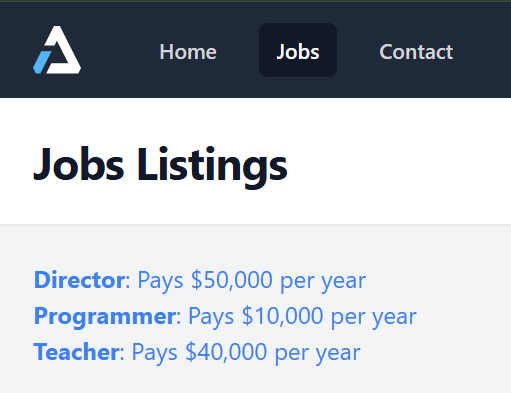 Home Jobs Contact
Jobs Listings
Director: Pays $50,000 per year
Programmer: Pays $10,000 per year
Teacher: Pays $40,000 per year